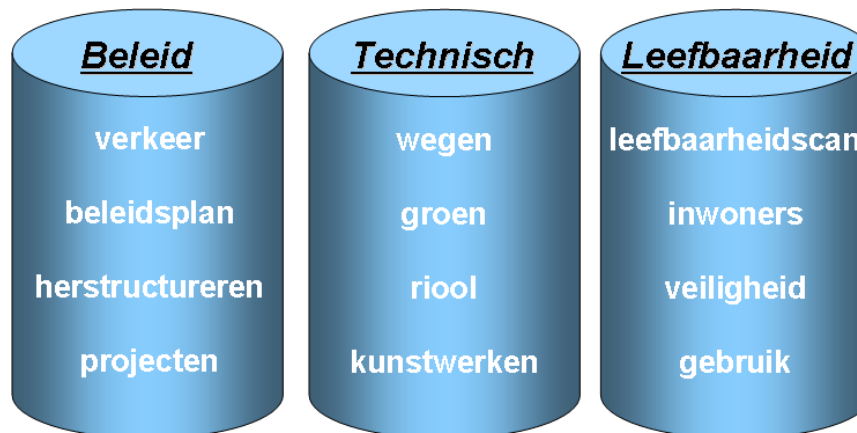 Beleid
verkeer
beleidsplan
herstructureren
projecten
Technisch
wegen
groen
riool
kunstwerken
Leefbaarheid
leefbaarheidscan
inwoners
veiligheid
gebruik